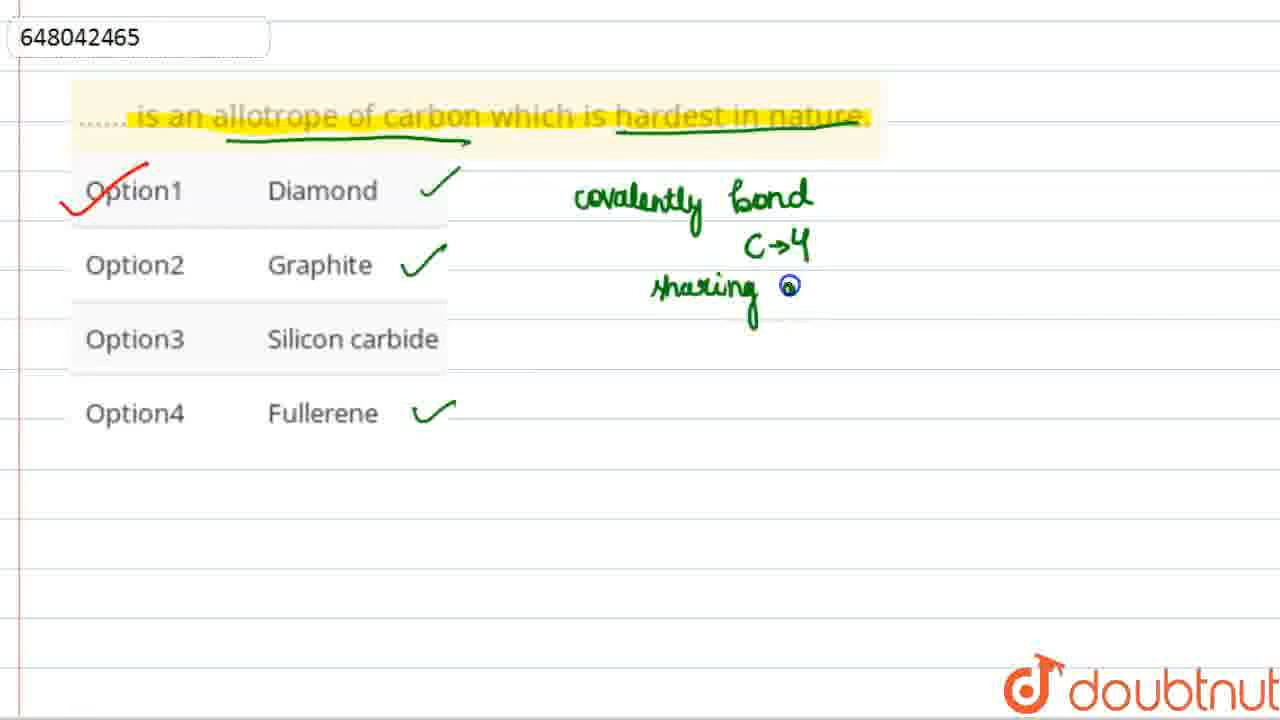 648042465
...... is an allotrope of carbon which is hardest in nature.
Option1 Diamond
Option2 Graphite
Option3 Silicon carbide
Option4 Fullerene
covalently bond
C→4
sharing
doubtnut